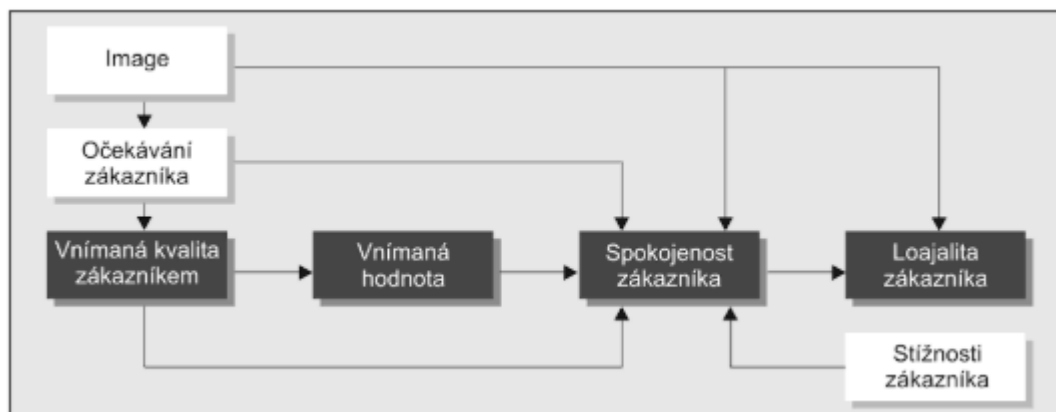 Image
Očekávání
zákazníka
Vnímaná kvalita
zákazníkem
Vnímaná
hodnota
Spokojenost
zákazníka
Loajalita
zákazníka
Stížnosti
zákazníka